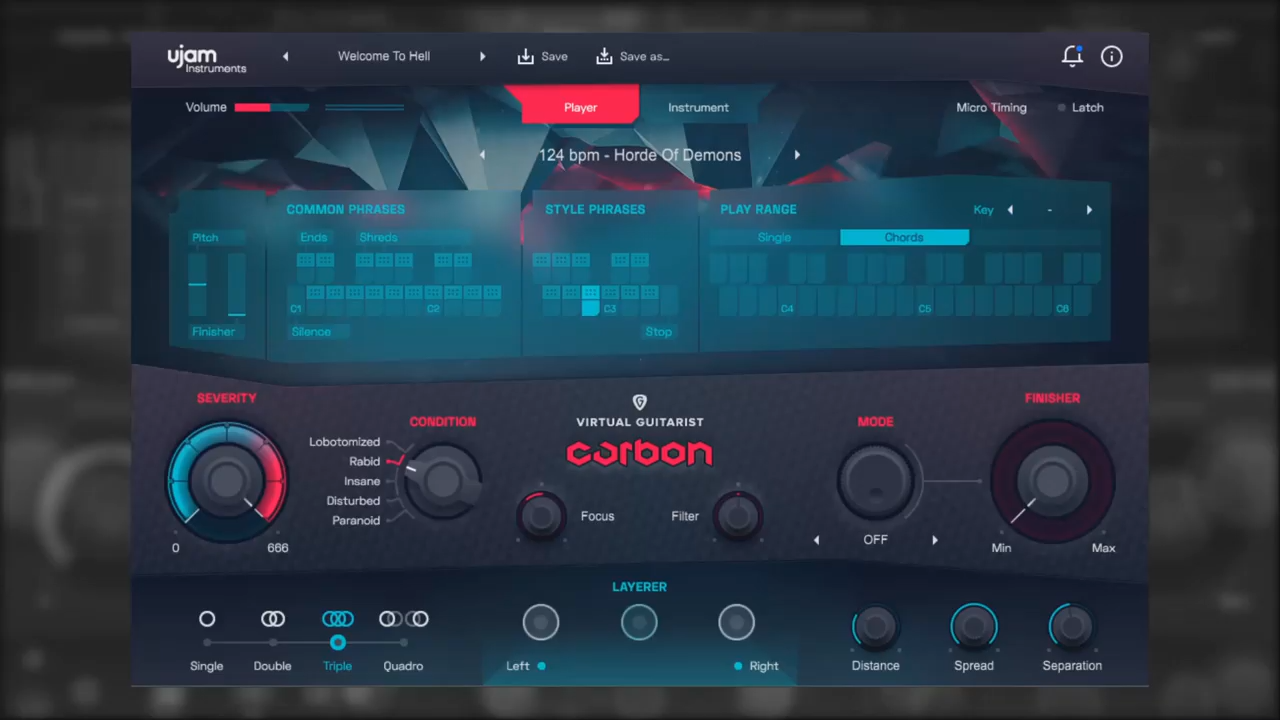 ujam Instruments
Welcome To Hell
Save
Save as...
Volume
Player
Instrument
Micro Timing
Latch
124 bpm - Horde Of Demons
COMMON PHRASES
STYLE PHRASES
PLAY RANGE
Key
-
Pitch
Ends
Shreds
Single
Chords
C1
C2
C3
C4
C5
C6
Finisher
Silence
Stop
SEVERITY
CONDITION
VIRTUAL GUITARIST
carbon
MODE
FINISHER
Lobotomized
Rabid
Insane
Disturbed
Paranoid
Focus
Filter
0
666
OFF
Min
Max
LAYERER
Single
Double
Triple
Quadro
Left
Right
Distance
Spread
Separation